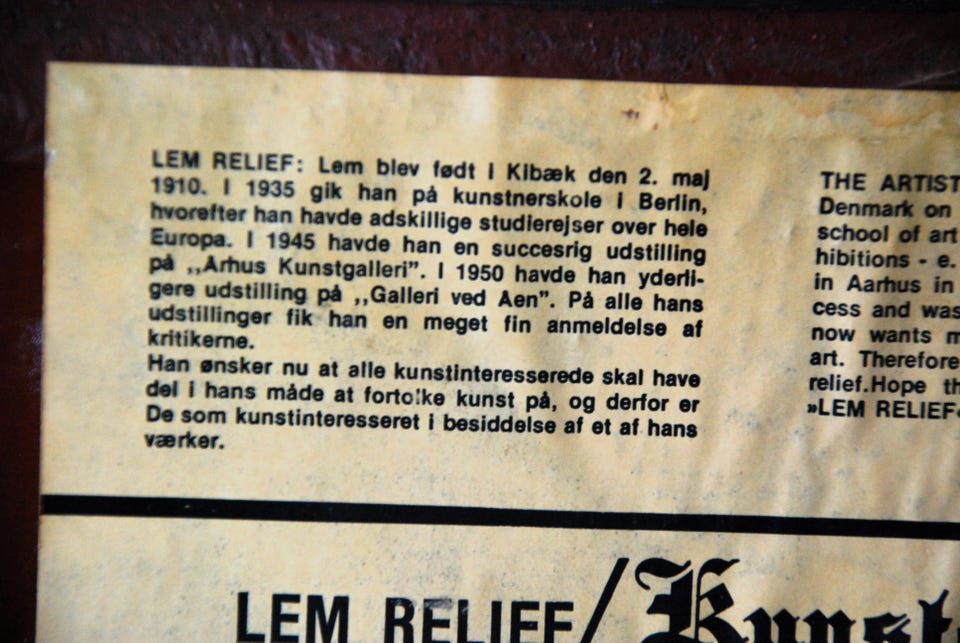 LEM RELIEF: Lem blev født i Kibæk den 2. maj
1910. I 1935 gik han på kunstnerskole i Berlin,
hvorefter han havde adskillige studierejser over hele
Europa. I 1945 havde han en succesrig udstilling
på ,,Arhus Kunstgalleri”. I 1950 havde han yderli-
gere udstilling på ,,Galleri ved Aen”. På alle hans
udstillinger fik han en meget fin anmeldelse af
kritikerne.
Han ønsker nu at alle kunstinteresserede skal have
del i hans måde at fortolke kunst på, og derfor er
De som kunstinteresseret i besiddelse af et af hans
værker.
THE ARTIST
Denmark on
school of art
hibitions - e.
in Aarhus in
cess and was
now wants
art. Therefore
relief.Hope
»LEM RELIEF«
LEM RELIEF/